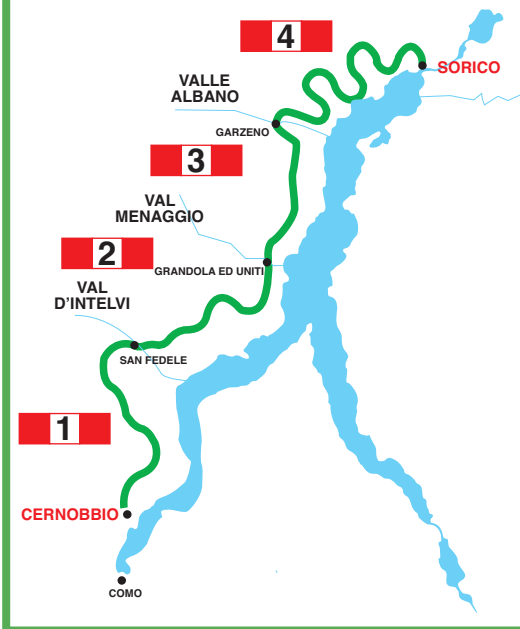 4
SORICO
VALLE
ALBANO
GARZENO
3
VAL
MENAGGIO
2
GRANDOLA ED UNITI
VAL
D'INTELVI
SAN FEDELE
1
CERNOBBIO
COMO